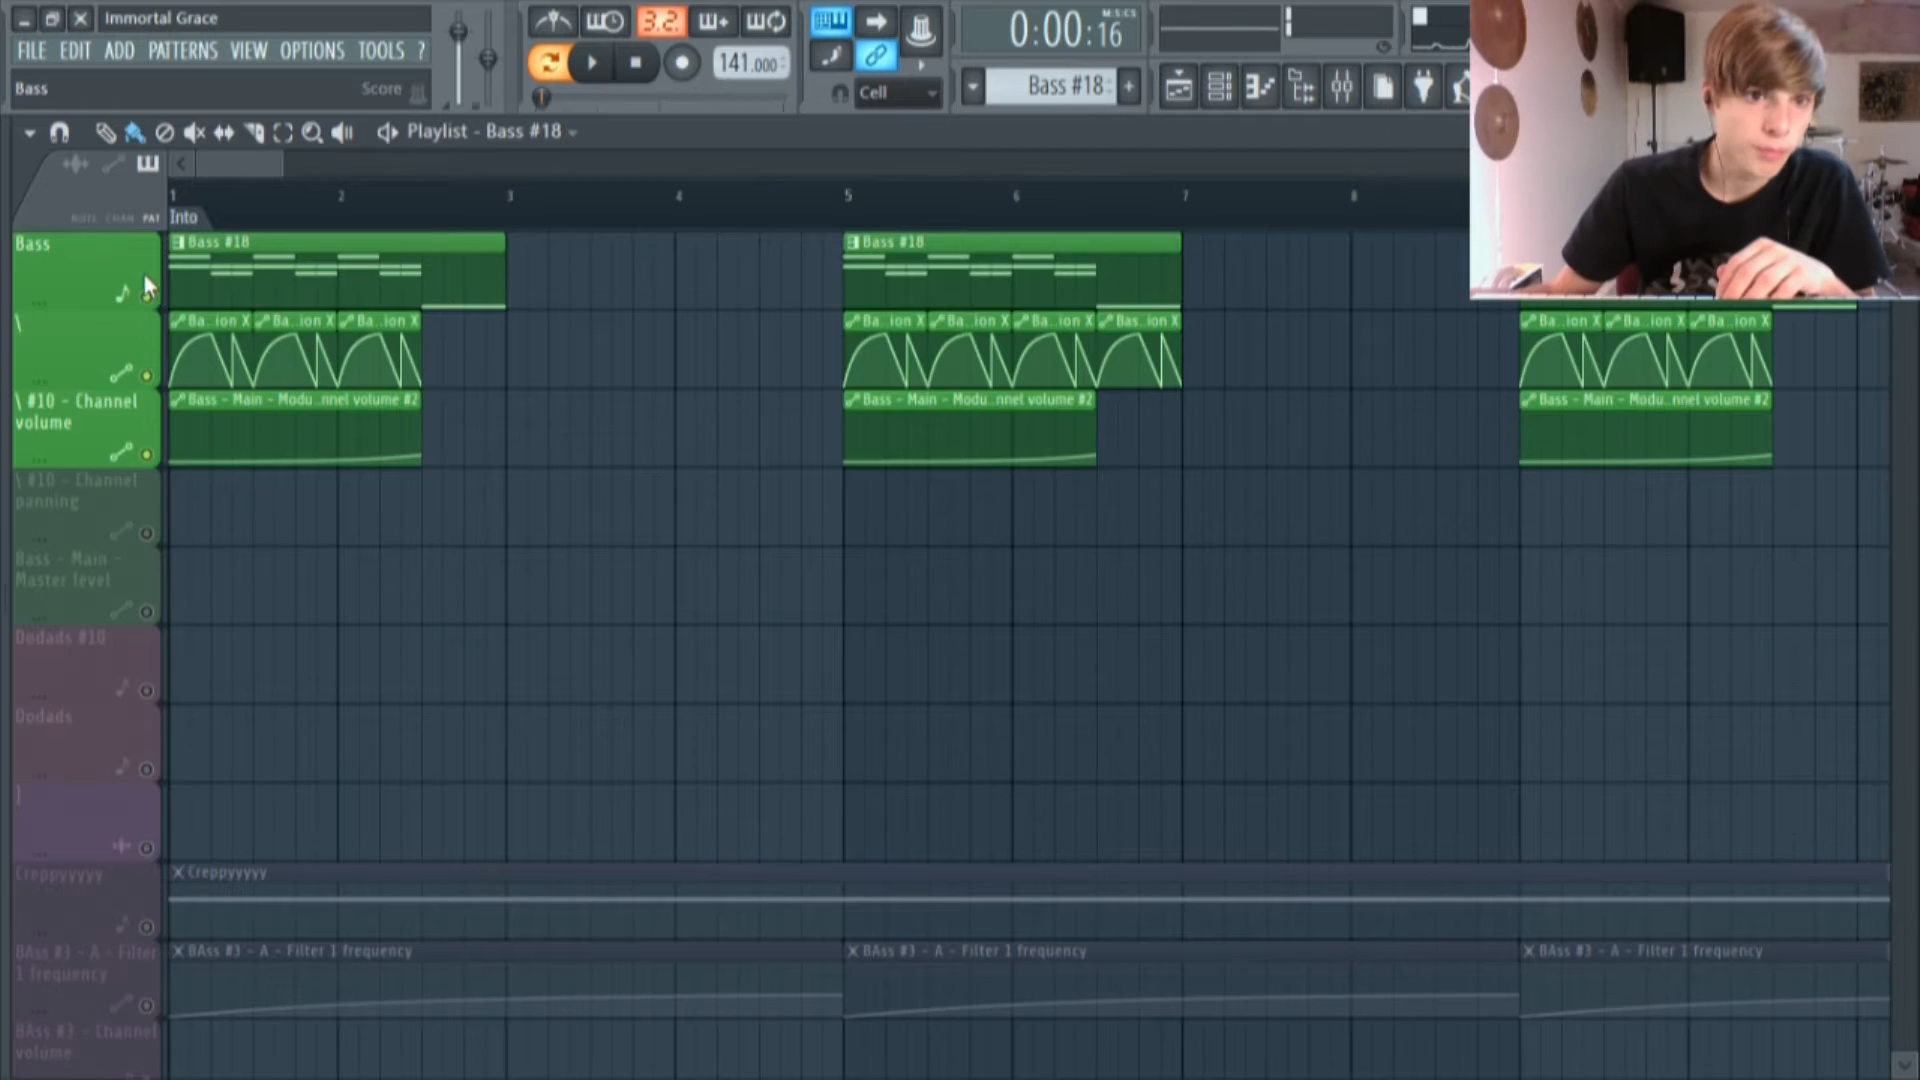 Immortal Grace
FILE EDIT ADD PATTERNS VIEW OPTIONS TOOLS ?
Bass Score
3.2.
141.000
0:00:16
M:S:CS
Cell
Bass #18
Playlist - Bass #18
NOTE CHAN PAT
1 2 3 4 5 6 7 8
Into
Bass
Bass #18
Bass #18
\
Ba..ion X Ba..ion X Ba..ion X
Ba..ion X Ba..ion X Ba..ion X Bas..ion X
Ba..ion X Ba..ion X Ba..ion X
\ #10 - Channel
volume
Bass - Main - Modu..nnel volume #2
Bass - Main - Modu..nnel volume #2
Bass - Main - Modu..nnel volume #2
\ #10 - Channel
panning
Bass - Main -
Master level
Dodads #10
Dodads
]
Creppyyyyy
Creppyyyyy
BAss #3 - A - Filter
1 frequency
BAss #3 - A - Filter 1 frequency
BAss #3 - A - Filter 1 frequency
BAss #3 - A - Filter 1 frequency
BAss #3 - Channel
volume